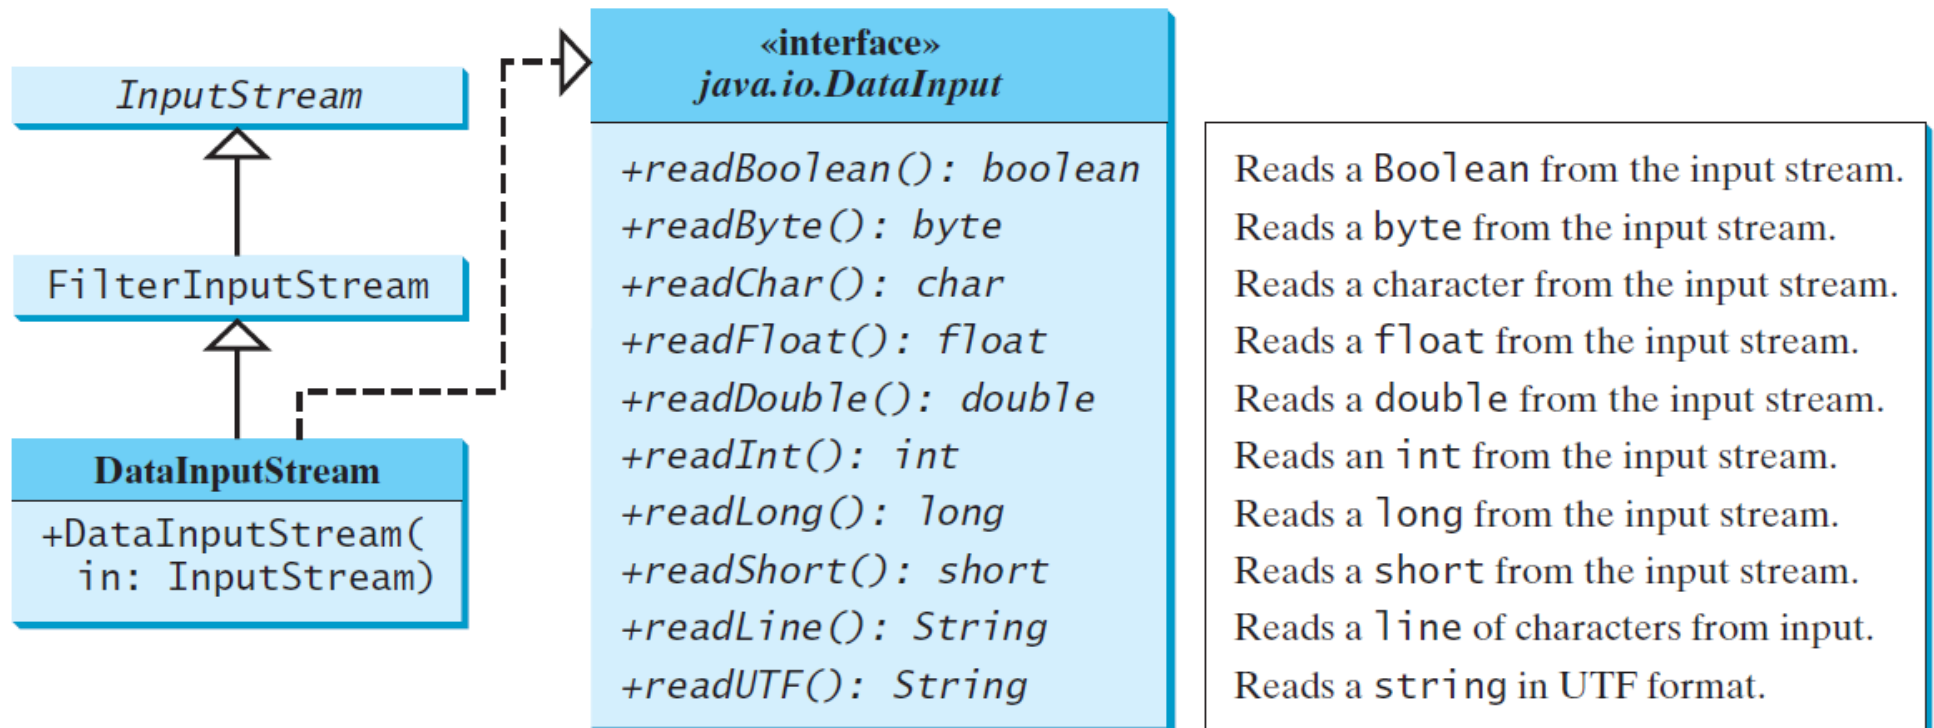 InputStream
FilterInputStream
DataInputStream
+DataInputStream(
in: InputStream)
«interface»
java.io.DataInput
+readBoolean(): boolean
+readByte(): byte
+readChar(): char
+readFloat(): float
+readDouble(): double
+readInt(): int
+readLong(): long
+readShort(): short
+readLine(): String
+readUTF(): String
Reads a Boolean from the input stream.
Reads a byte from the input stream.
Reads a character from the input stream.
Reads a float from the input stream.
Reads a double from the input stream.
Reads an int from the input stream.
Reads a long from the input stream.
Reads a short from the input stream.
Reads a line of characters from input.
Reads a string in UTF format.